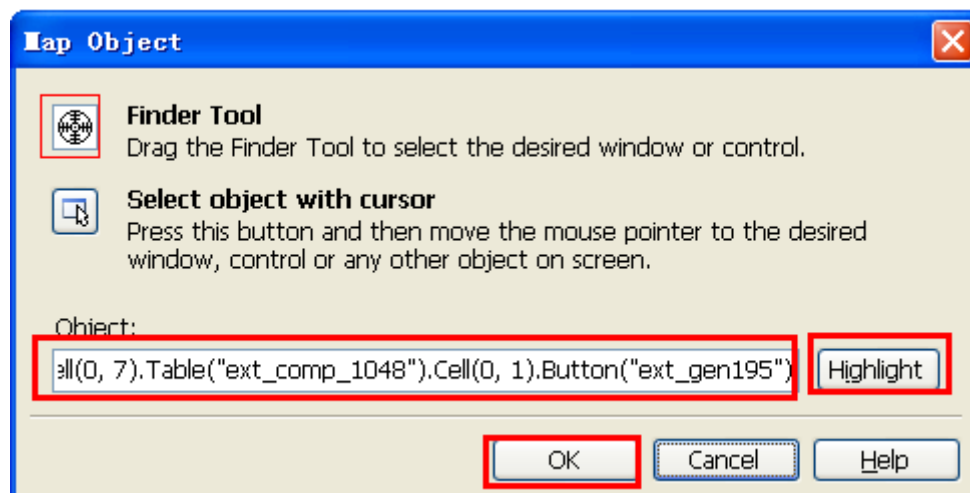 Map Object
Finder Tool
Drag the Finder Tool to select the desired window or control.
Select object with cursor
Press this button and then move the mouse pointer to the desired
window, control or any other object on screen.
Object:
ell(0, 7).Table("ext_comp_1048").Cell(0, 1).Button("ext_gen195")
Highlight
OK
Cancel
Help